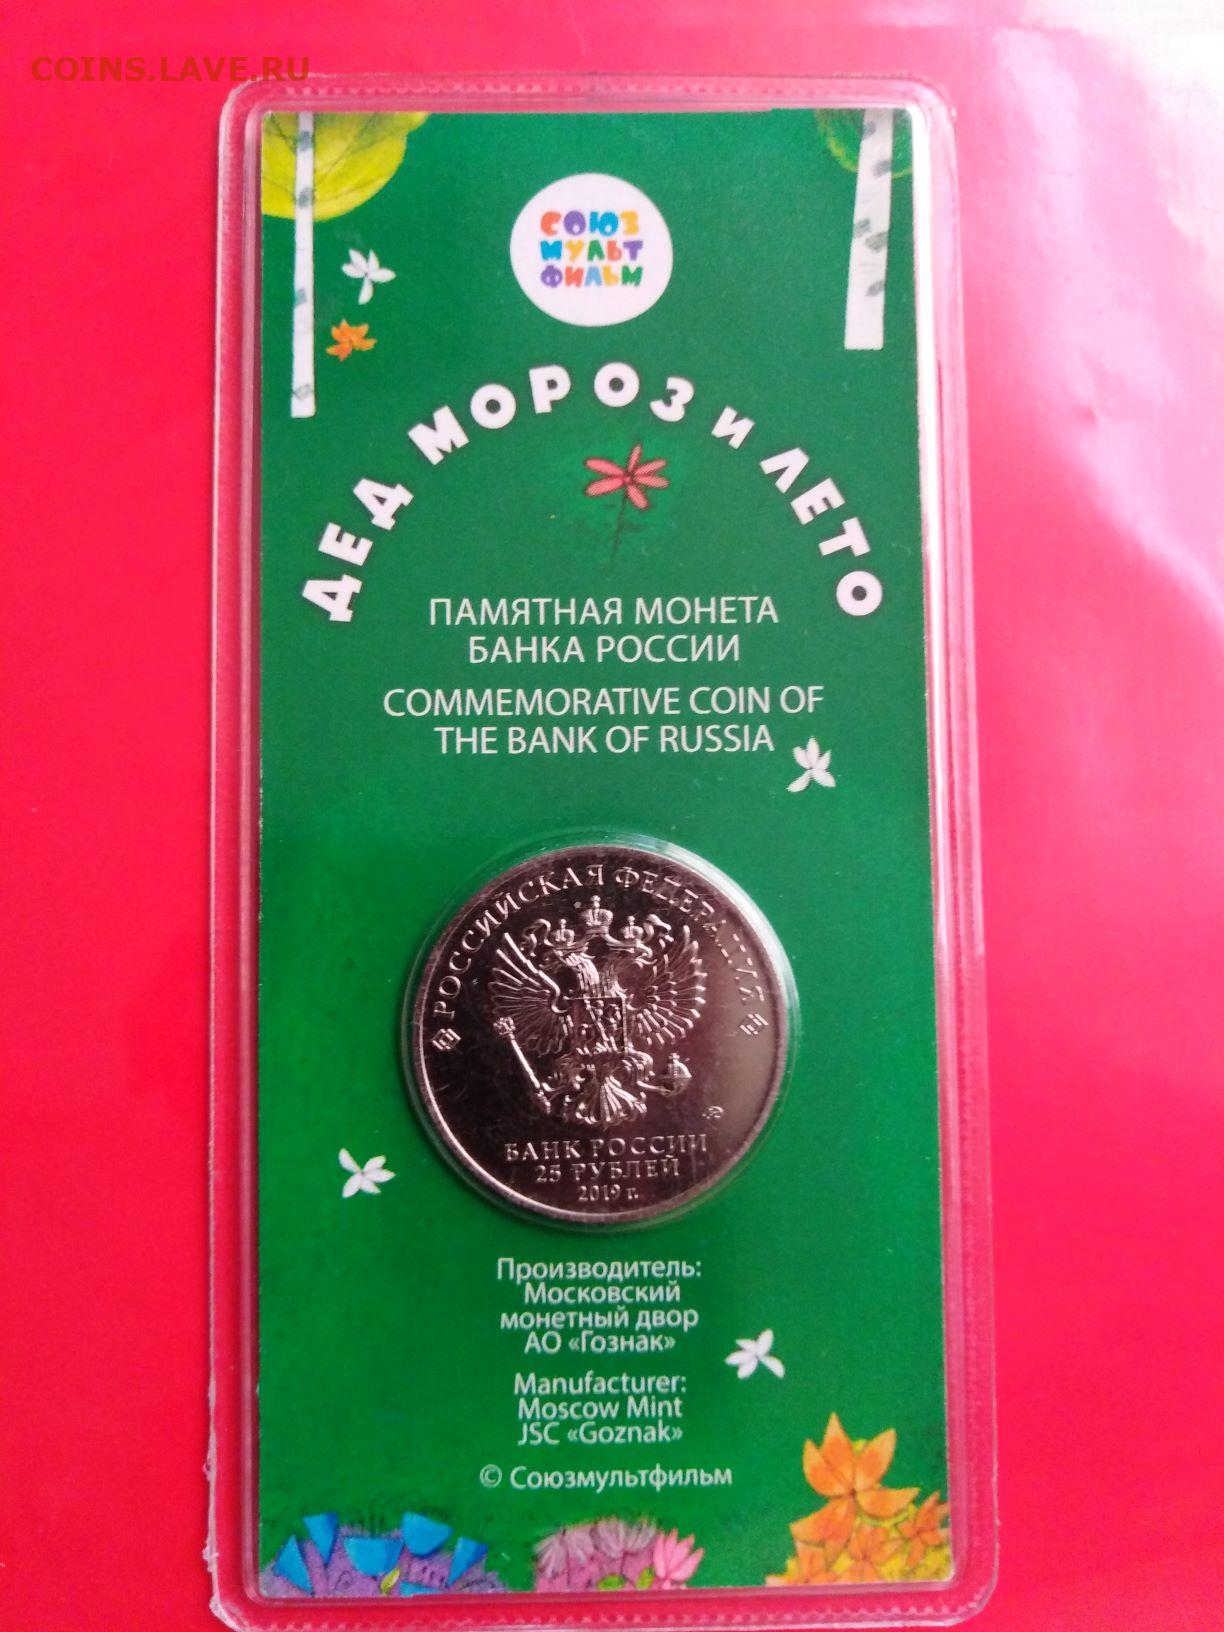 COINS.LAVE.RU
СОЮЗ
МУЛЬТ
ФИЛЬМ
ДЕД МОРОЗ И ЛЕТО
ПАМЯТНАЯ МОНЕТА
БАНКА РОССИИ
COMMEMORATIVE COIN OF
THE BANK OF RUSSIA
РОССИЙСКАЯ ФЕДЕРАЦИЯ
БАНК РОССИИ
25 РУБЛЕЙ
2019 г.
Производитель:
Московский
монетный двор
АО «Гознак»
Manufacturer:
Moscow Mint
JSC «Goznak»
© Союзмультфильм